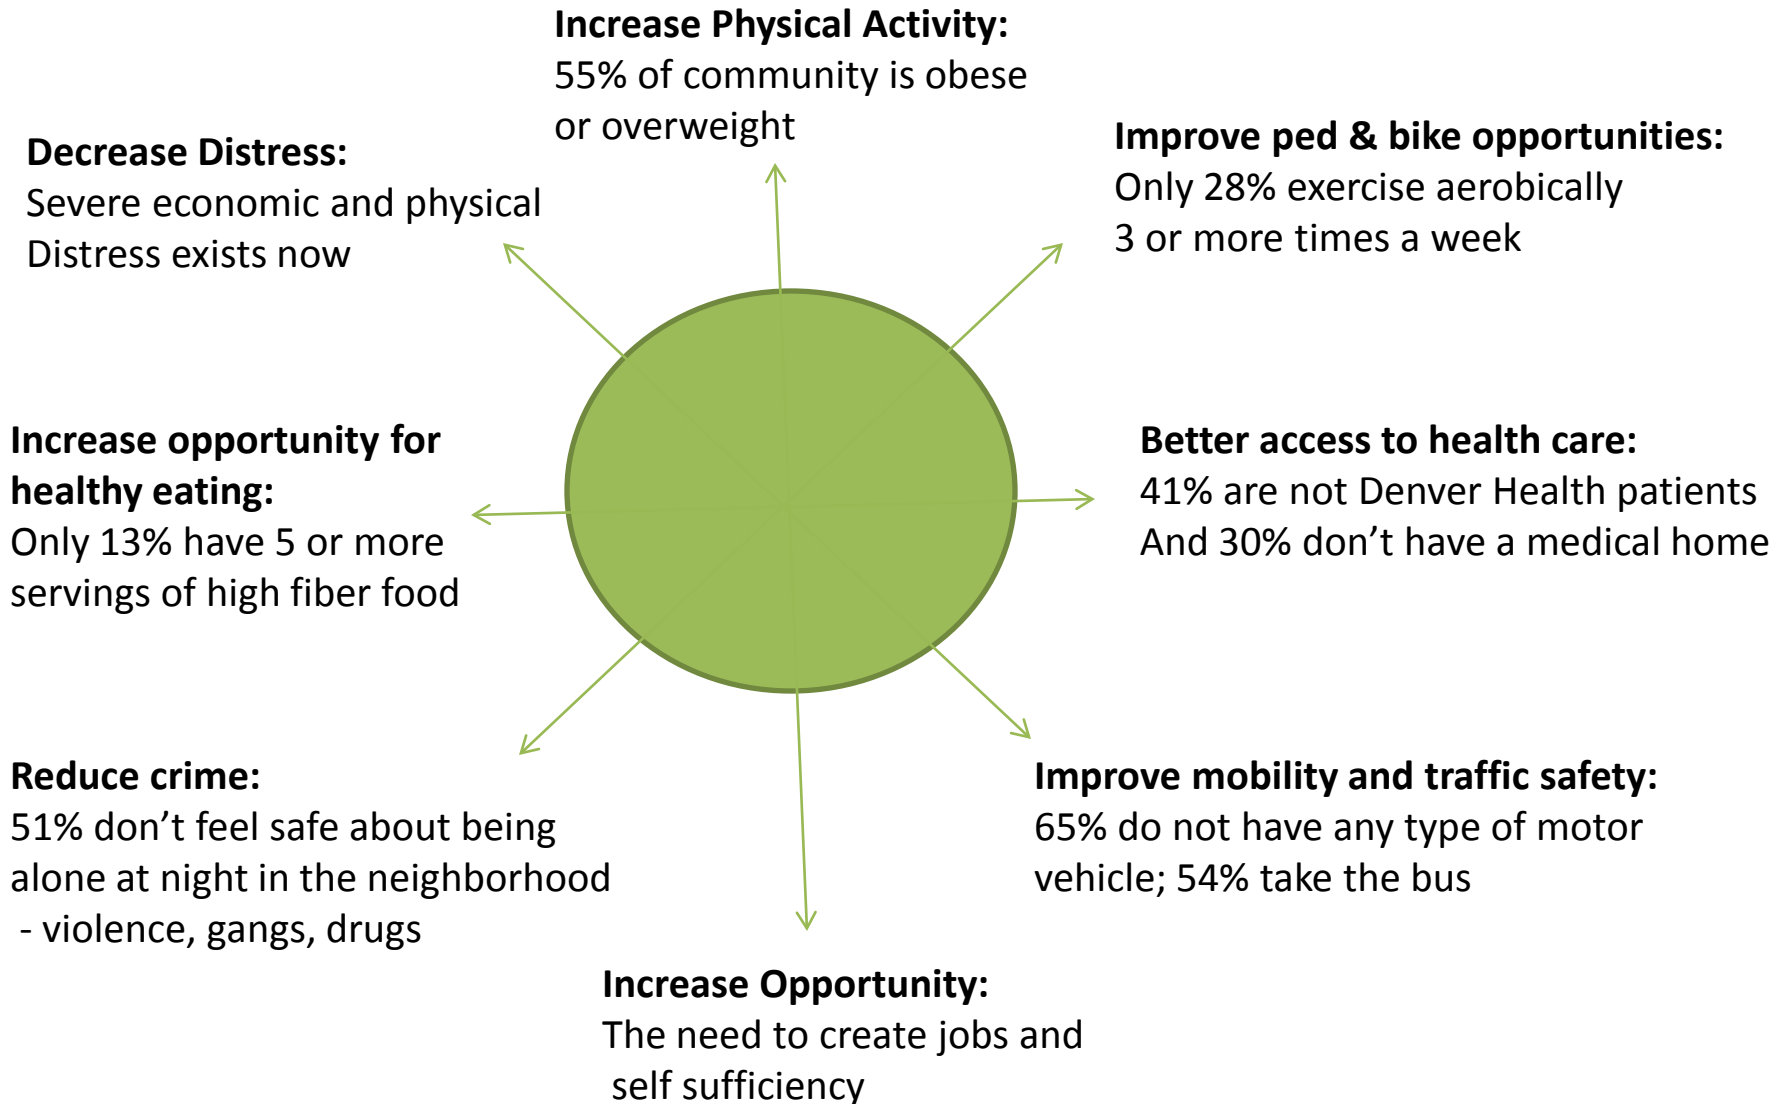 Increase Physical Activity:
55% of community is obese
or overweight
Decrease Distress:
Severe economic and physical
Distress exists now
Improve ped & bike opportunities:
Only 28% exercise aerobically
3 or more times a week
Increase opportunity for
healthy eating:
Only 13% have 5 or more
servings of high fiber food
Better access to health care:
41% are not Denver Health patients
And 30% don’t have a medical home
Reduce crime:
51% don’t feel safe about being
alone at night in the neighborhood
- violence, gangs, drugs
Improve mobility and traffic safety:
65% do not have any type of motor
vehicle; 54% take the bus
Increase Opportunity:
The need to create jobs and
self sufficiency